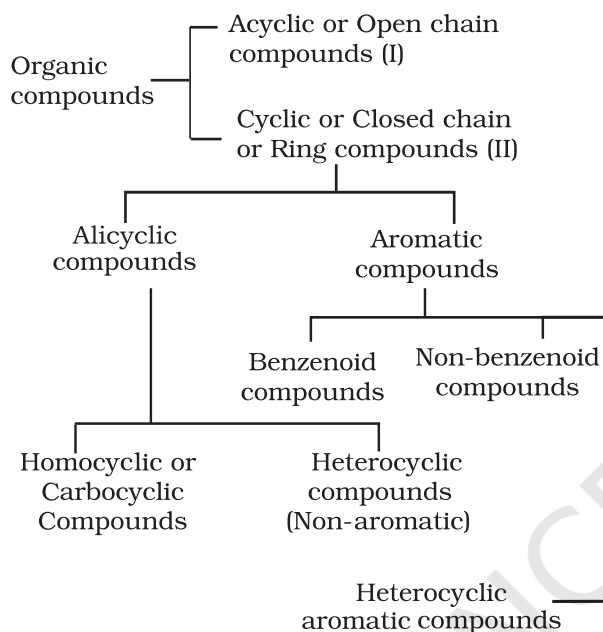 Acyclic or Open chain
compounds (I)
Organic
compounds
Cyclic or Closed chain
or Ring compounds (II)
Alicyclic
compounds
Aromatic
compounds
Benzenoid
compounds
Non-benzenoid
compounds
Homocyclic or
Carbocyclic
Compounds
Heterocyclic
compounds
(Non-aromatic)
Heterocyclic
aromatic compounds